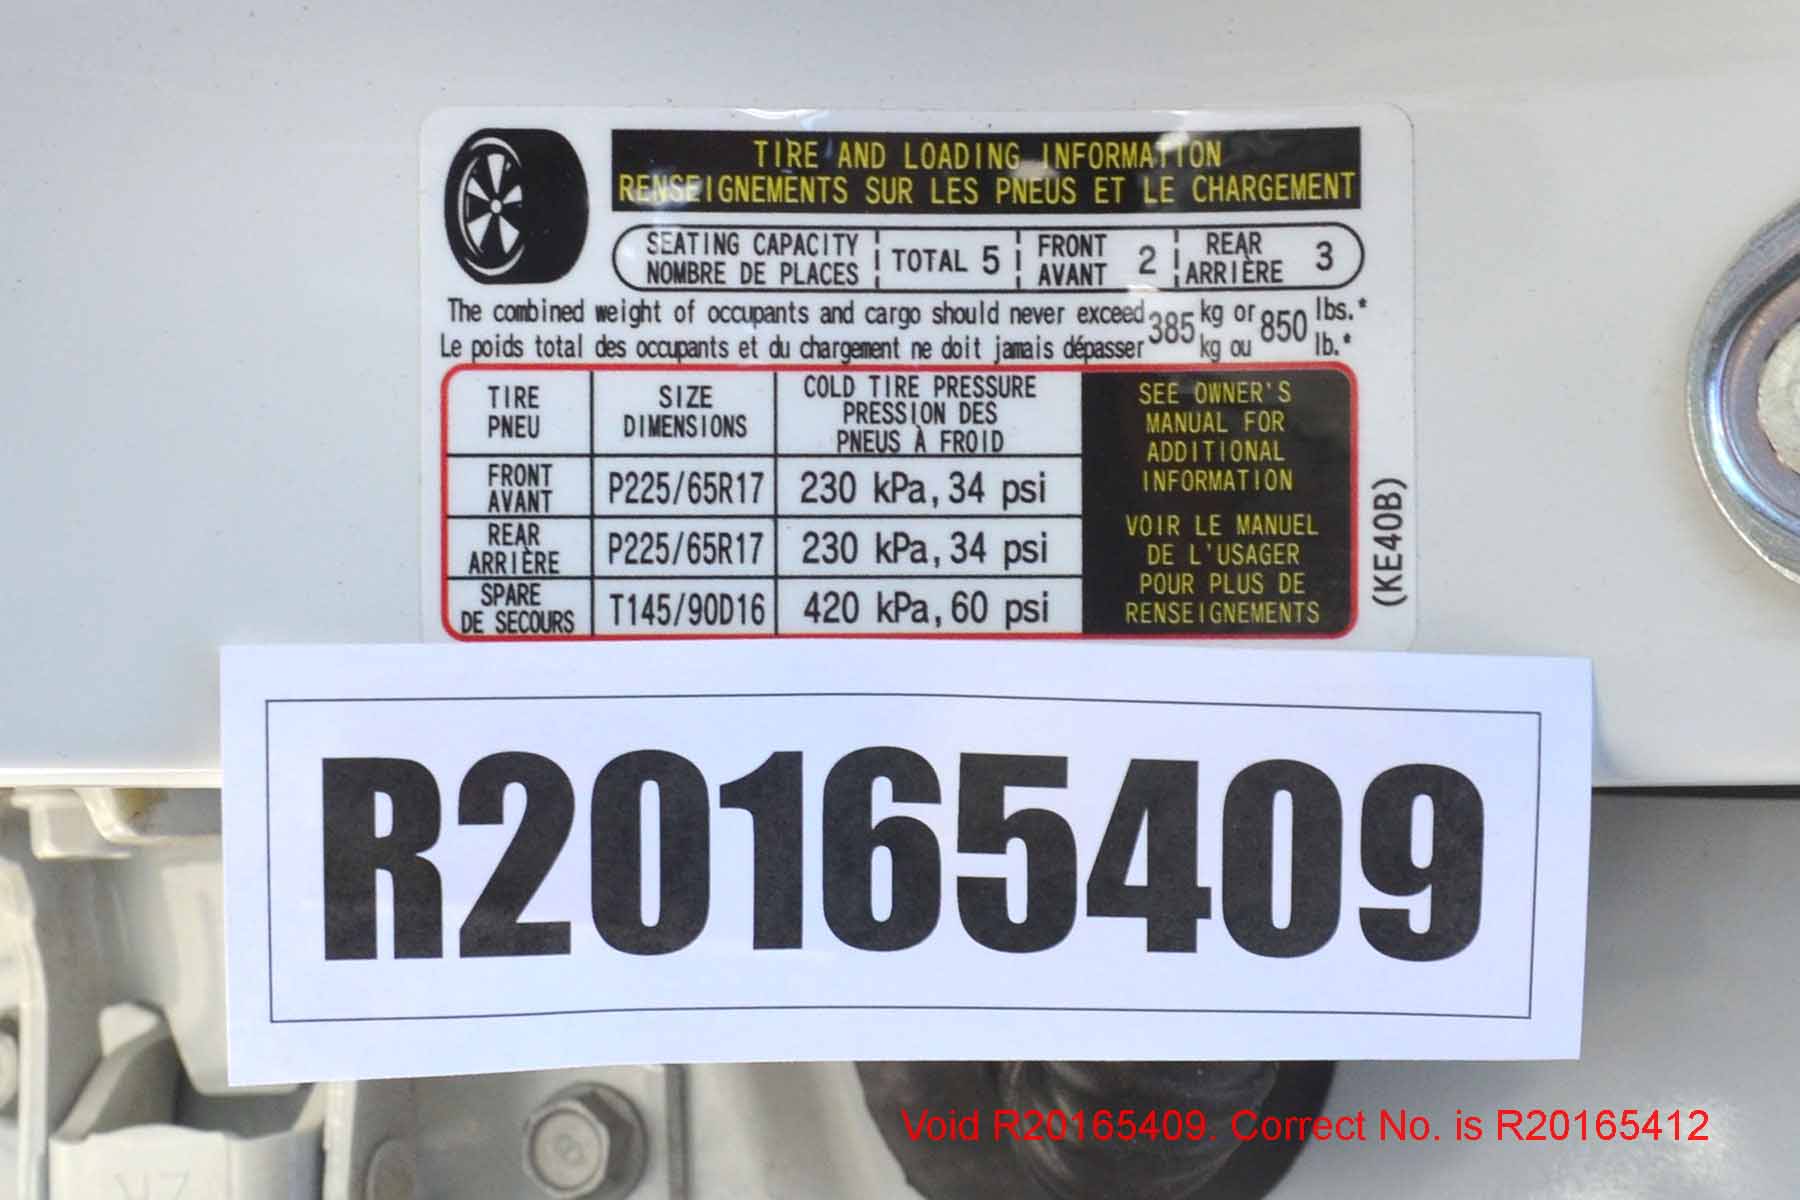 TIRE AND LOADING INFORMATION
RENSEIGNEMENTS SUR LES PNEUS ET LE CHARGEMENT
SEATING CAPACITY
NOMBRE DE PLACES
TOTAL 5
FRONT
AVANT
2
REAR
ARRIÈRE
3
The combined weight of occupants and cargo should never exceed 385 kg or 850 lbs.*
Le poids total des occupants et du chargement ne doit jamais dépasser kg ou lb.*
TIRE
PNEU
SIZE
DIMENSIONS
COLD TIRE PRESSURE
PRESSION DES
PNEUS À FROID
FRONT
AVANT
P225/65R17
230 kPa, 34 psi
REAR
ARRIÈRE
P225/65R17
230 kPa, 34 psi
SPARE
DE SECOURS
T145/90D16
420 kPa, 60 psi
SEE OWNER'S
MANUAL FOR
ADDITIONAL
INFORMATION
VOIR LE MANUEL
DE L'USAGER
POUR PLUS DE
RENSEIGNEMENTS
(KE40B)
R20165409
Void R20165409. Correct No. is R20165412